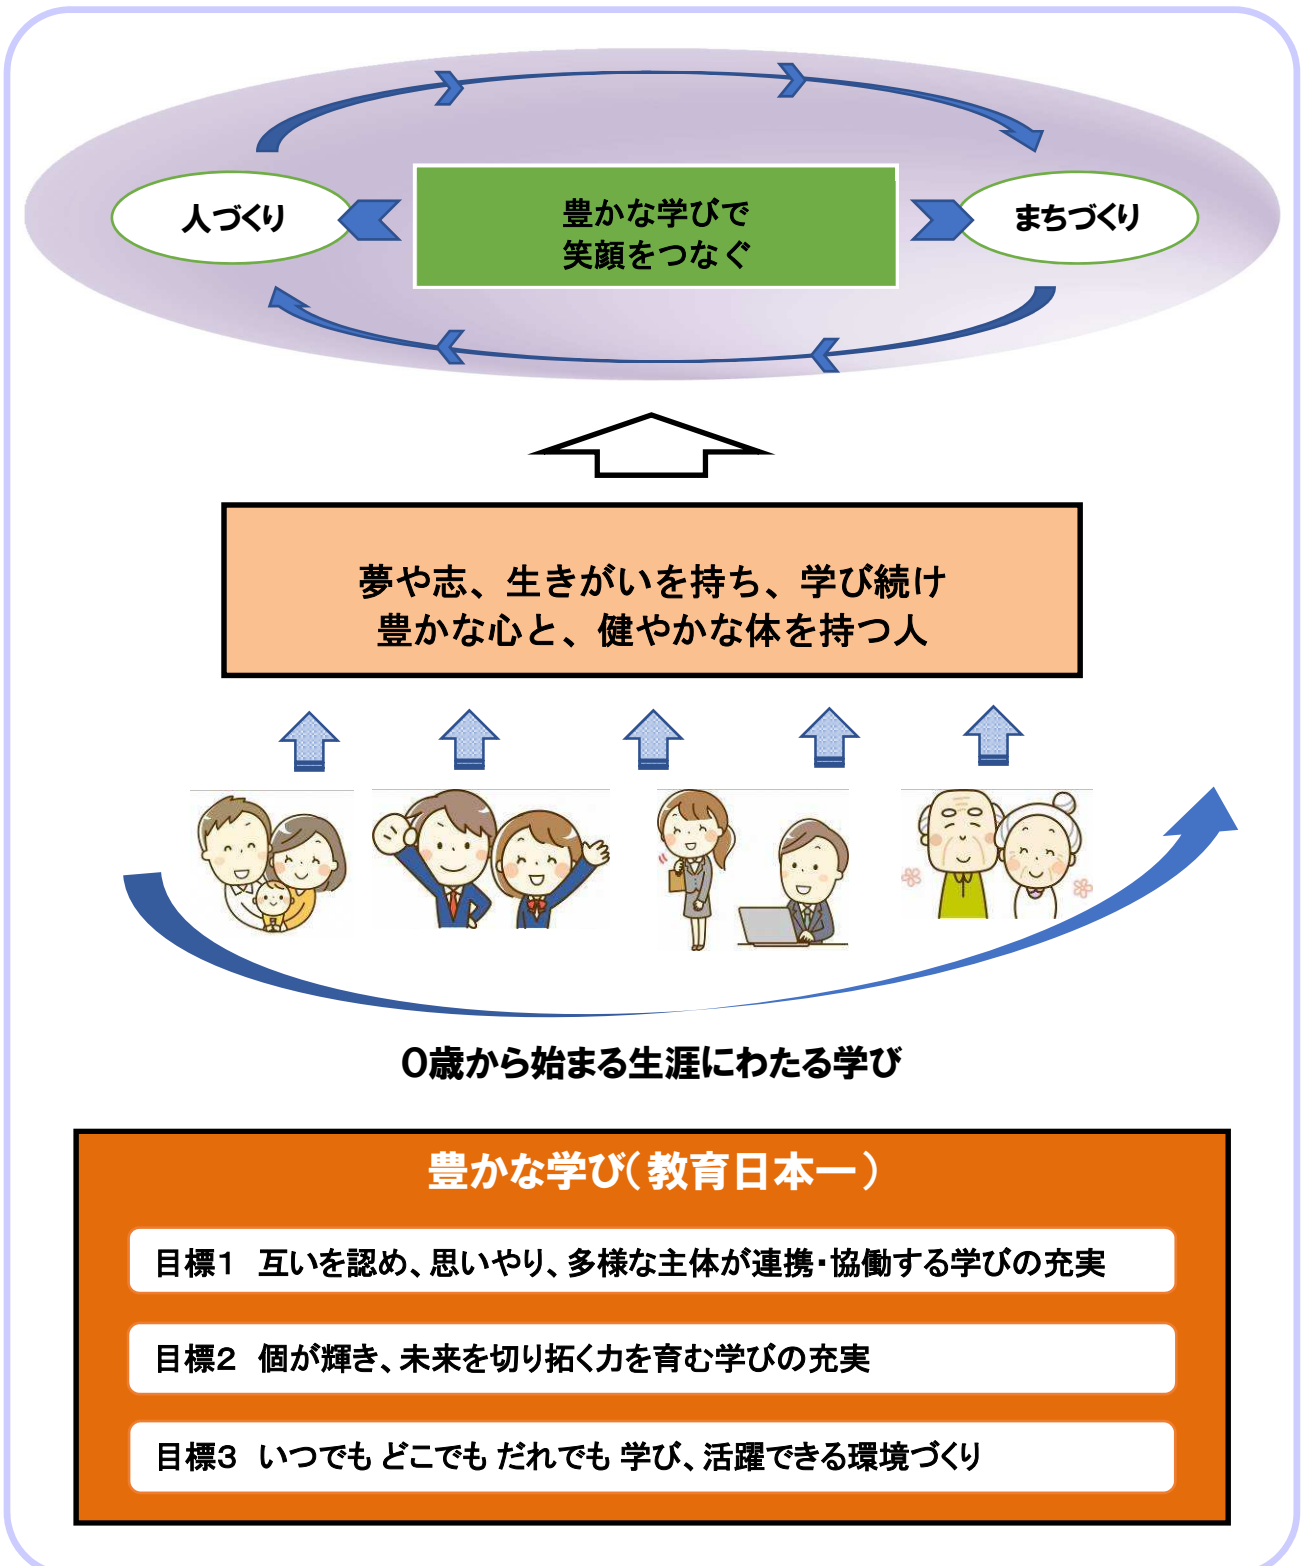 人づくり
豊かな学びで
笑顔をつなぐ
まちづくり
夢や志、生きがいを持ち、学び続け
豊かな心と、健やかな体を持つ人
0歳から始まる生涯にわたる学び
豊かな学び(教育日本一)
目標1　互いを認め、思いやり、多様な主体が連携・協働する学びの充実
目標2　個が輝き、未来を切り拓く力を育む学びの充実
目標3　いつでも どこでも だれでも 学び、活躍できる環境づくり